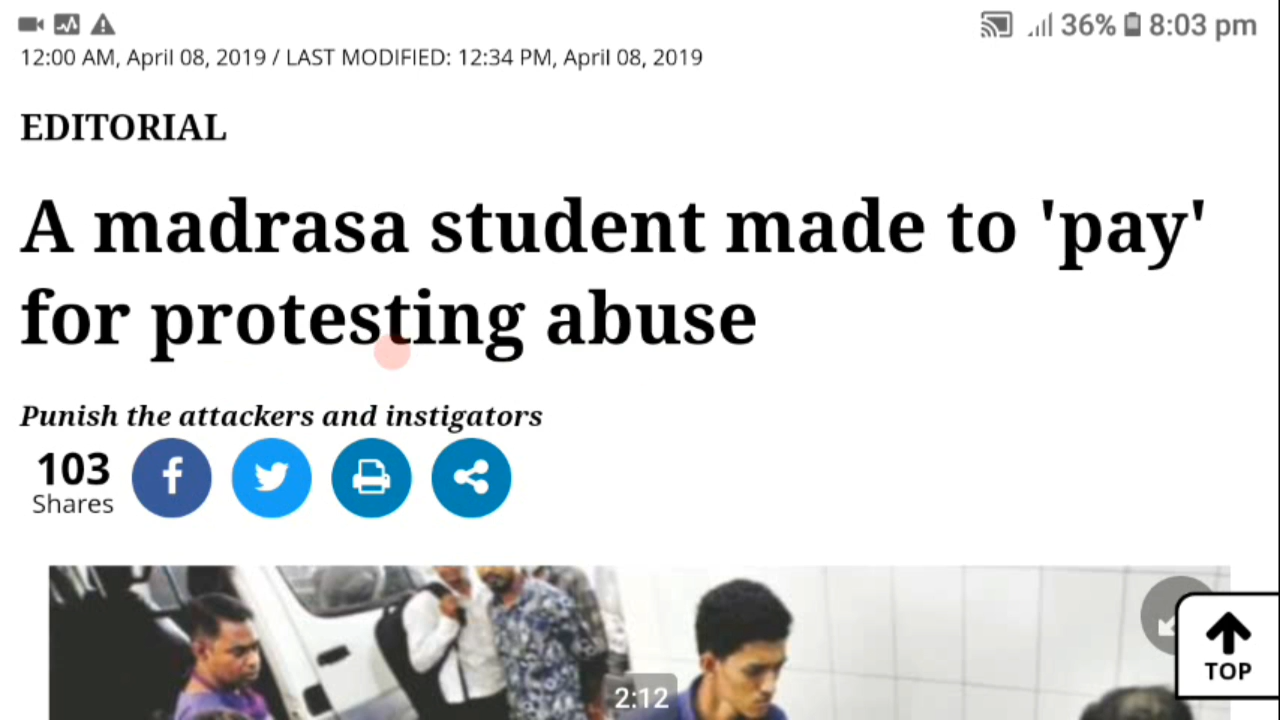 36% 8:03 pm
12:00 AM, April 08, 2019 / LAST MODIFIED: 12:34 PM, April 08, 2019
EDITORIAL
A madrasa student made to 'pay'
for protesting abuse
Punish the attackers and instigators
103
Shares
TOP
2:12